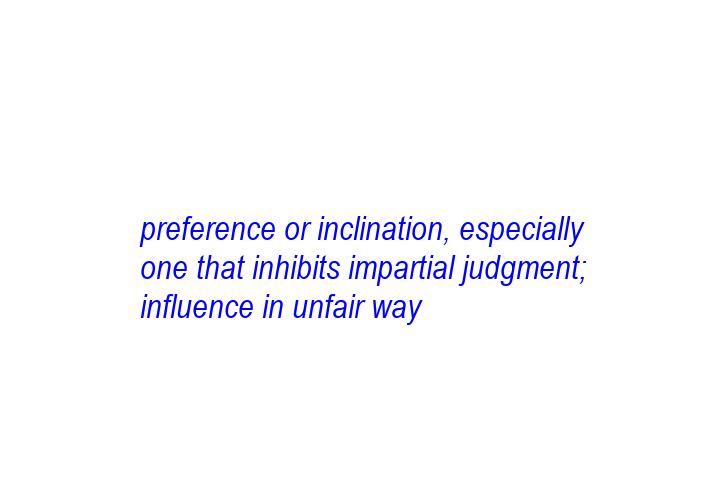 preference or inclination, especially
one that inhibits impartial judgment;
influence in unfair way